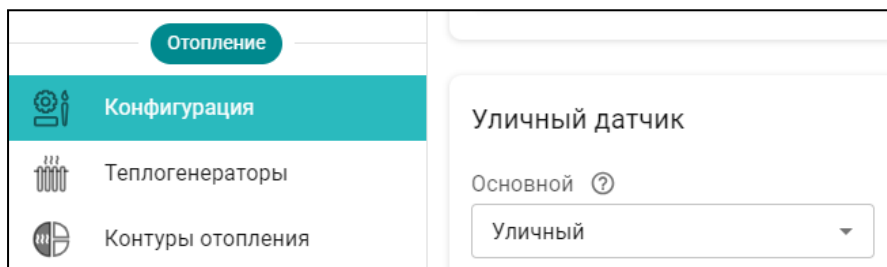 Отопление
Конфигурация
Теплогенераторы
Контуры отопления
Уличный датчик
Основной
Уличный